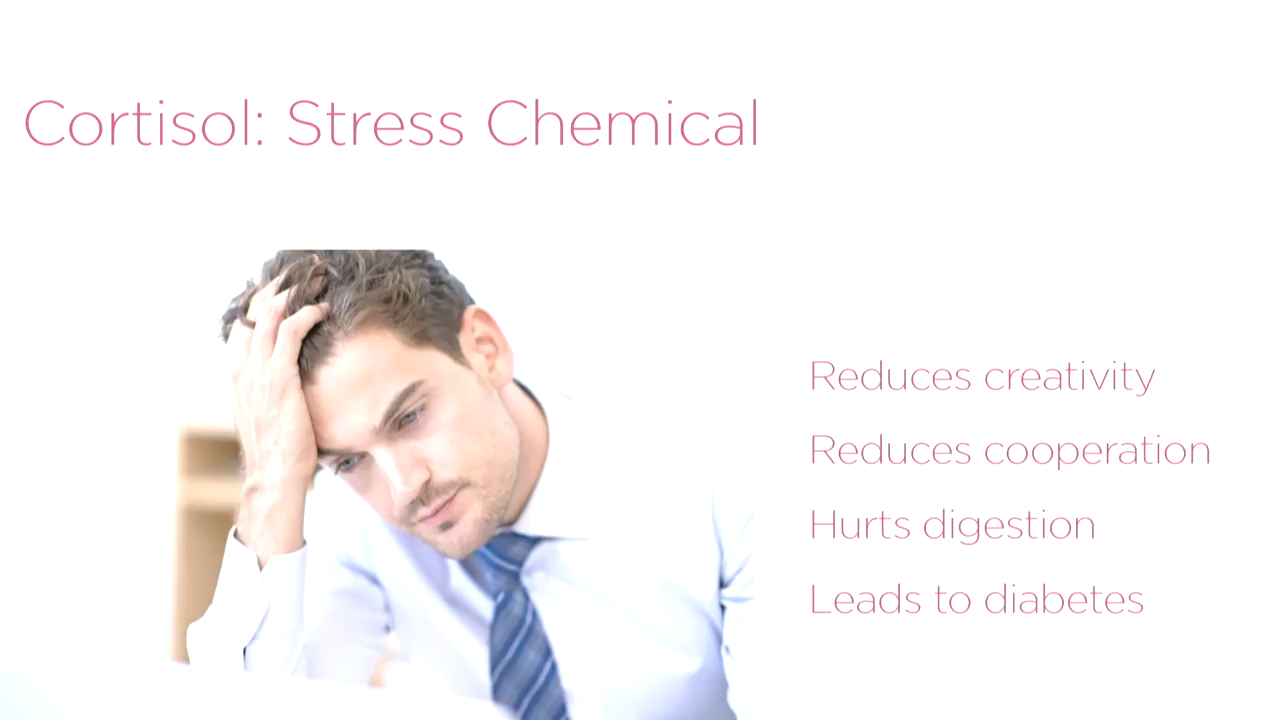 Cortisol: Stress Chemical
Reduces creativity
Reduces cooperation
Hurts digestion
Leads to diabetes